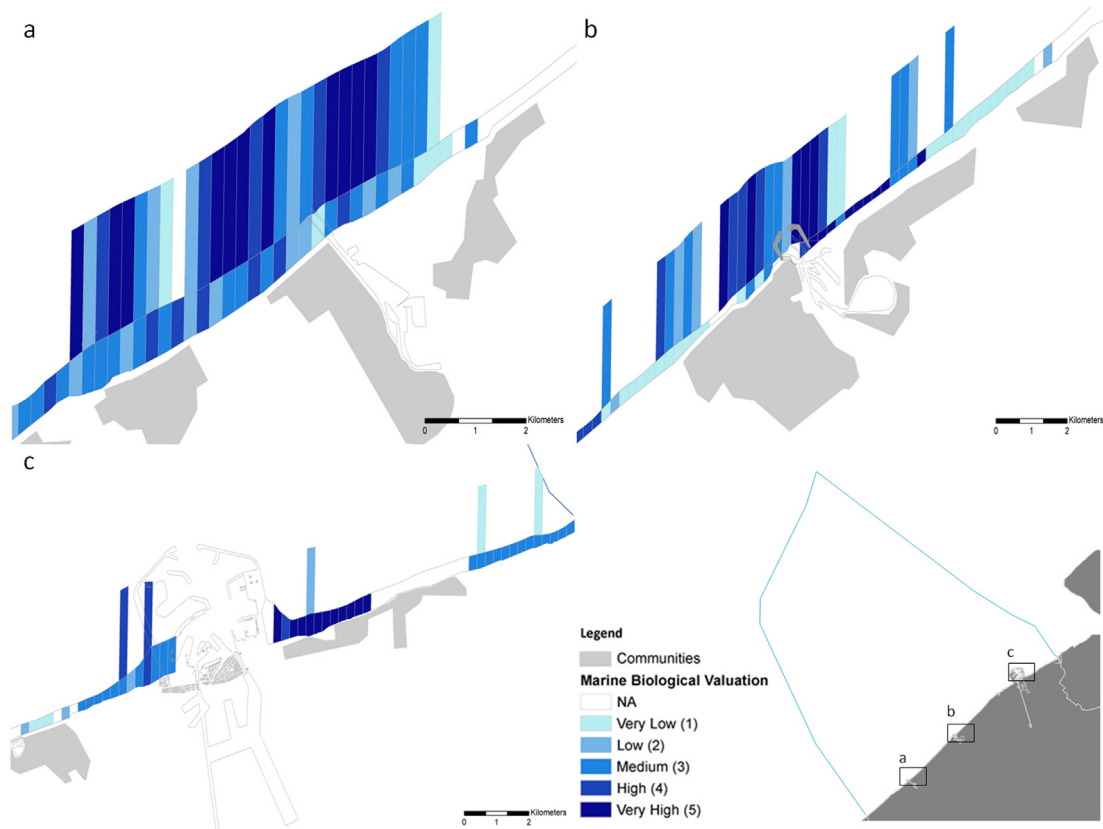 a
b
Kilometers
0 1 2
Kilometers
0 1 2
c
Legend
Communities
Marine Biological Valuation
NA
Very Low (1)
Low (2)
Medium (3)
High (4)
Very High (5)
Kilometers
0 1 2
c
b
a